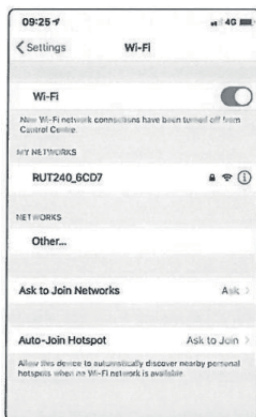 09:25
4G
Settings
Wi-Fi
Wi-Fi
New Wi-Fi network connections have been turned off from
Control Centre.
MY NETWORKS
RUT240_6CD7
NETWORKS
Other...
Ask to Join Networks
Ask
Auto-Join Hotspot
Ask to Join
Allow this device to automatically discover nearby personal
hotspots when no Wi-Fi network is available.